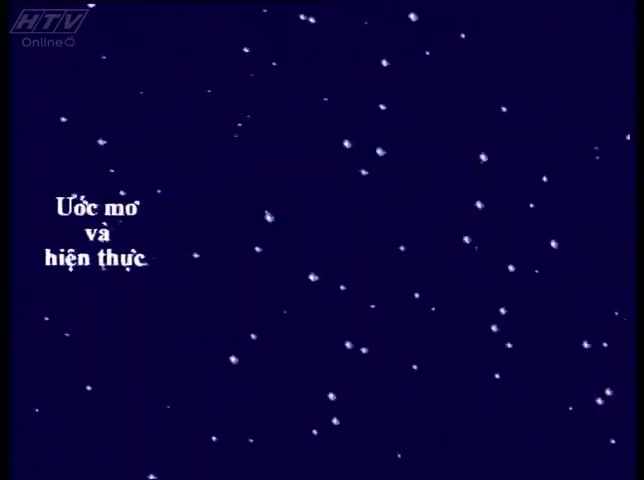 HTV
Online
Ước mơ
và
hiện thực